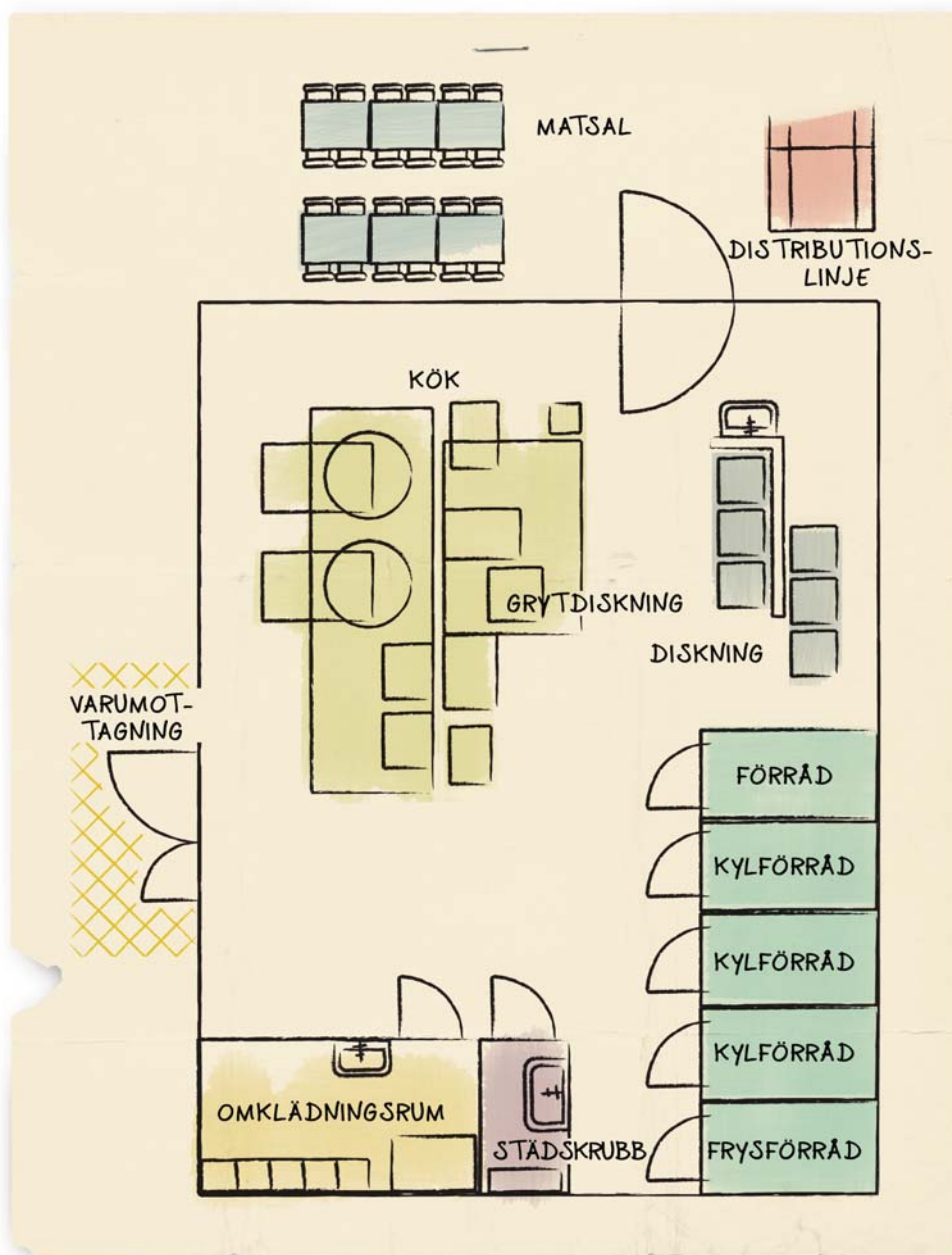 MATSAL
DISTRIBUTIONS-
LINJE
KÖK
GRYTDISKNING
DISKNING
VARUMOT-
TAGNING
FÖRRÅD
KYLFÖRRÅD
KYLFÖRRÅD
KYLFÖRRÅD
OMKLÄDNINGSRUM
STÄDSKRUBB
FRYSFÖRRÅD